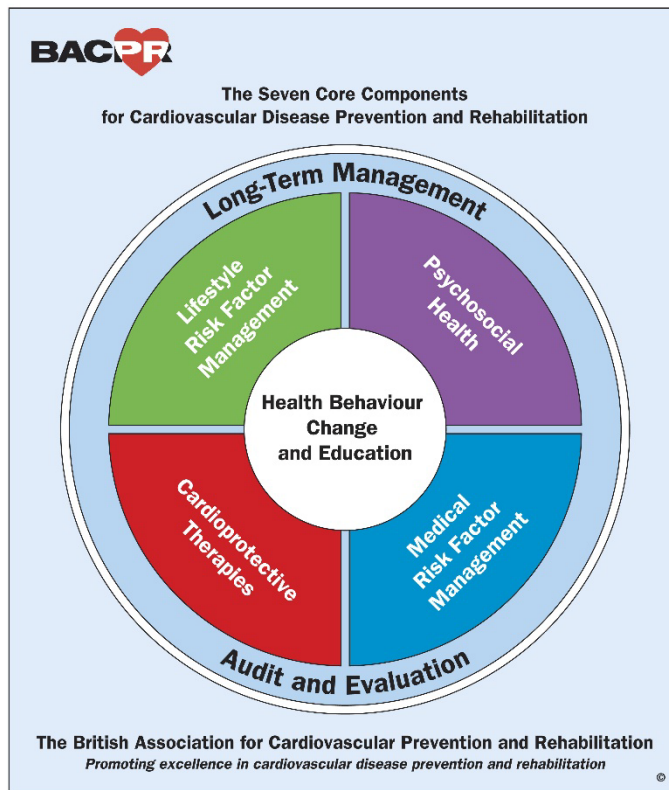 BACPR
The Seven Core Components
for Cardiovascular Disease Prevention and Rehabilitation
Long-Term Management
Lifestyle
Risk Factor
Management
Psychosocial
Health
Health Behaviour
Change
and Education
Cardioprotective
Therapies
Medical
Risk Factor
Management
Audit and Evaluation
The British Association for Cardiovascular Prevention and Rehabilitation
Promoting excellence in cardiovascular disease prevention and rehabilitation
©